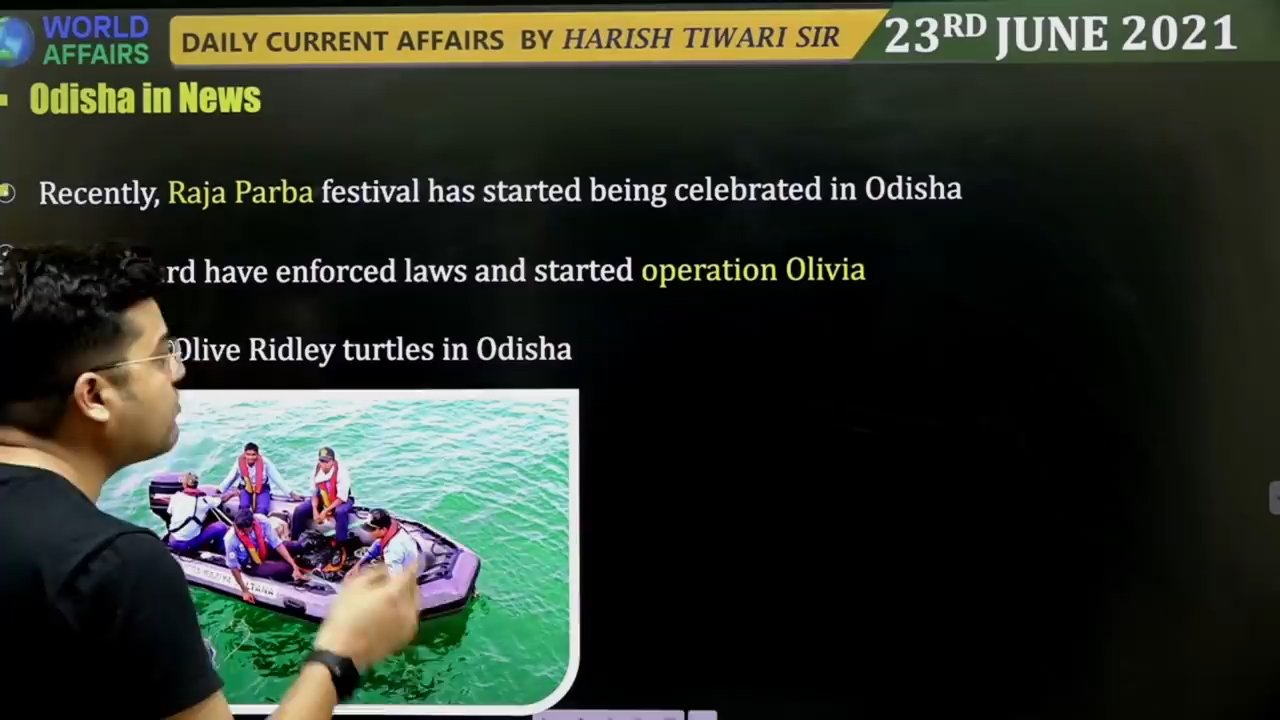 WORLD
AFFAIRS
DAILY CURRENT AFFAIRS BY HARISH TIWARI SIR
23RD JUNE 2021
Odisha in News
Recently, Raja Parba festival has started being celebrated in Odisha
have enforced laws and started operation Olivia
Olive Ridley turtles in Odisha